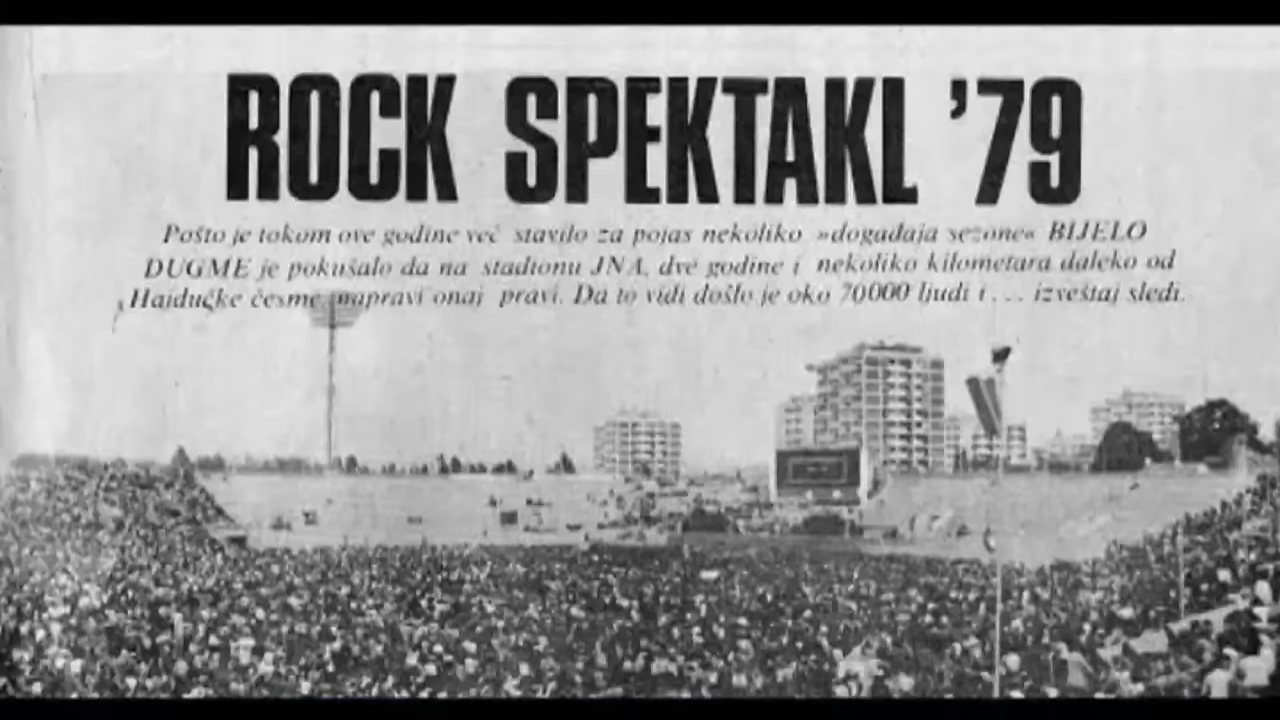 ROCK SPEKTAKL '79
Pošto je tokom ove godine već stavilo za pojas nekoliko »događaja sezone« BIJELO
DUGME je pokušalo da na stadionu JNA, dve godine i nekoliko kilometara daleko od
Hajdučke česme napravi onaj pravi. Da to vidi došlo je oko 70000 ljudi i... izveštaj sledi.